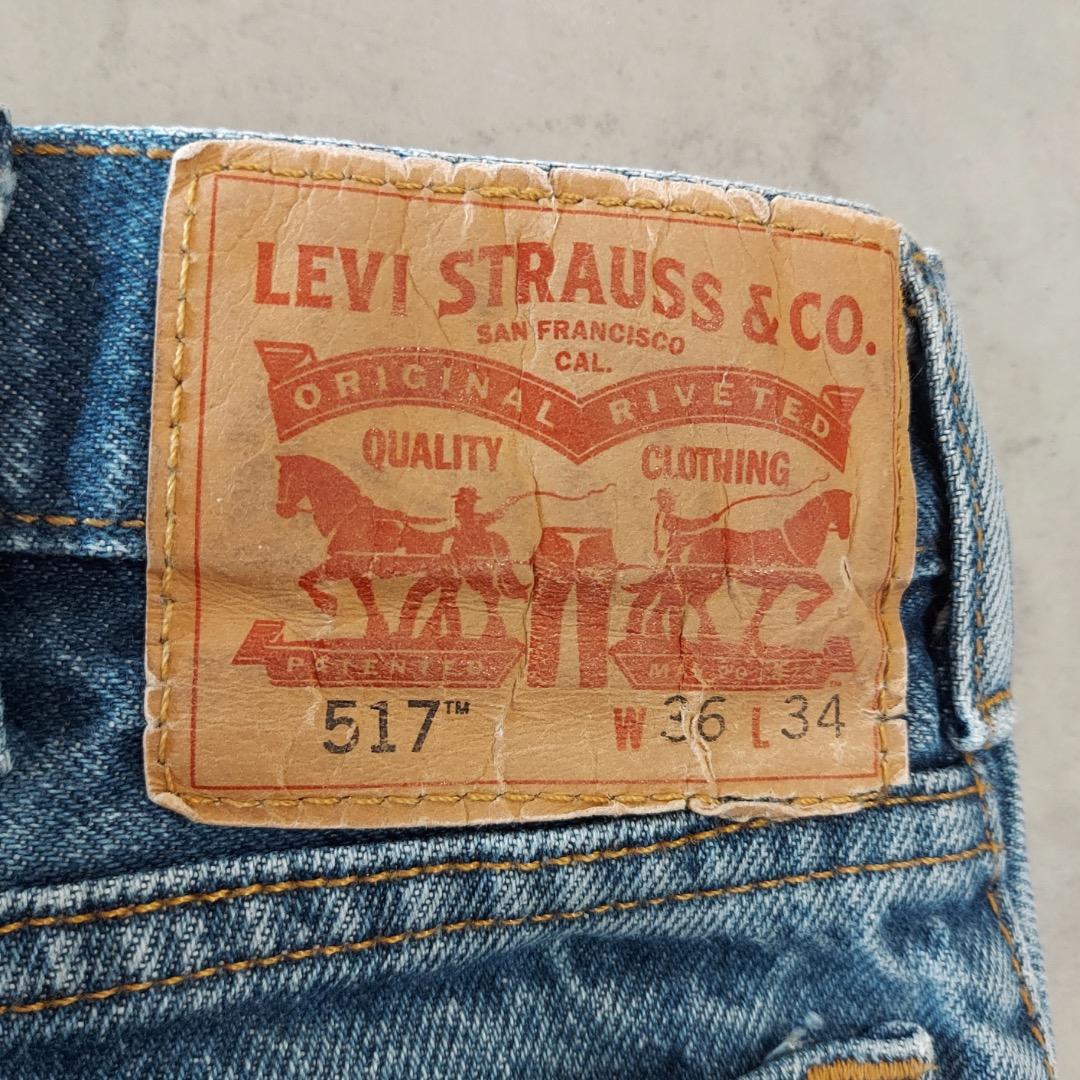 LEVI STRAUSS & CO.
SAN FRANCISCO
CAL.
ORIGINAL RIVETED
QUALITY CLOTHING
517™ W 36 L 34